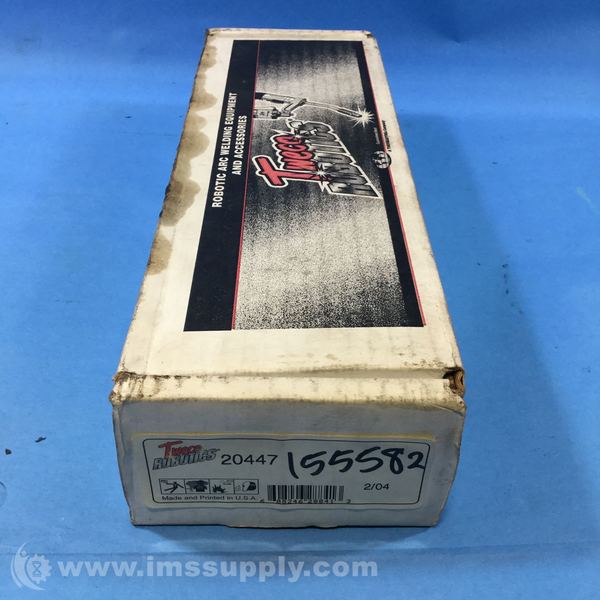 ROBOTIC ARC WELDING EQUIPMENT
AND ACCESSORIES
Tweco
ROBOTICS
Tweco
ROBOTICS
20447
155582
Made and Printed in U.S.A.
2/04
www.imssupply.com